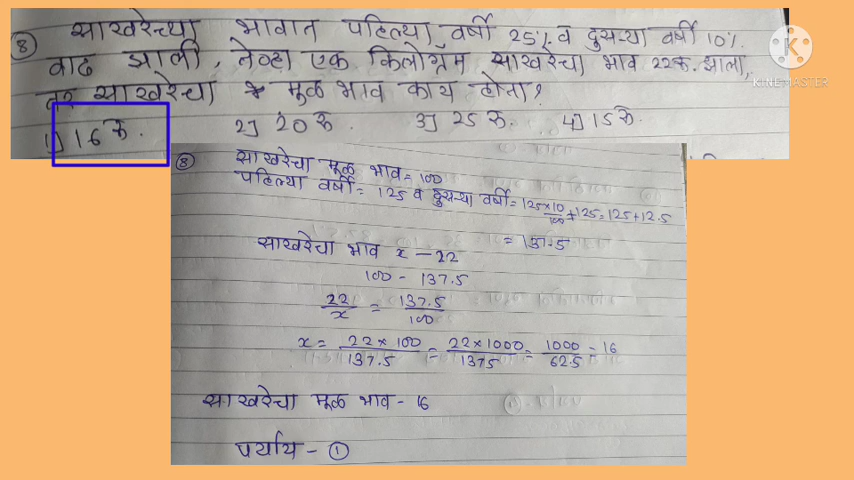 8) साखरेच्या भावात पहिल्या वर्षी 25% व दुसऱ्या वर्षी 10%
वाढ झाली, तेव्हा एक किलोग्रॅम साखरेचा भाव 22रु. झाला,
तर साखरेचा मूळ भाव काय होता?
1] 16 रु. 2] 20 रु. 3] 25 रु. 4] 15 रु.
KINEMASTER
8) साखरेचा मूळ भाव = 100
पहिल्या वर्षी = 125 व दुसऱ्या वर्षी = 125×10/100 + 125 = 125 + 12.5
= 137.5
साखरेचा भाव x — 22
100 - 137.5
22/x = 137.5/100
x = 22 × 100/137.5 = 22 × 1000/1375 = 1000/62.5 = 16
साखरेचा मूळ भाव - 16
पर्याय - 1